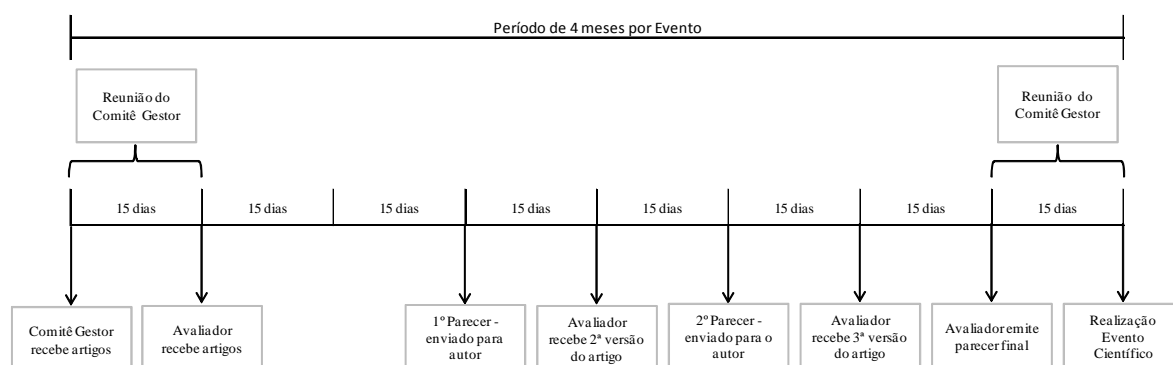 Período de 4 meses por Evento
Reunião do
Comitê Gestor
Reunião do
Comitê Gestor
15 dias
15 dias
15 dias
15 dias
15 dias
15 dias
15 dias
15 dias
Comitê Gestor
recebe artigos
Avaliador
recebe artigos
1º Parecer -
enviado para
autor
Avaliador
recebe 2ª versão
do artigo
2º Parecer -
enviado para o
autor
Avaliador
recebe 3ª versão
do artigo
Avaliador emite
parecer final
Realização
Evento
Científico